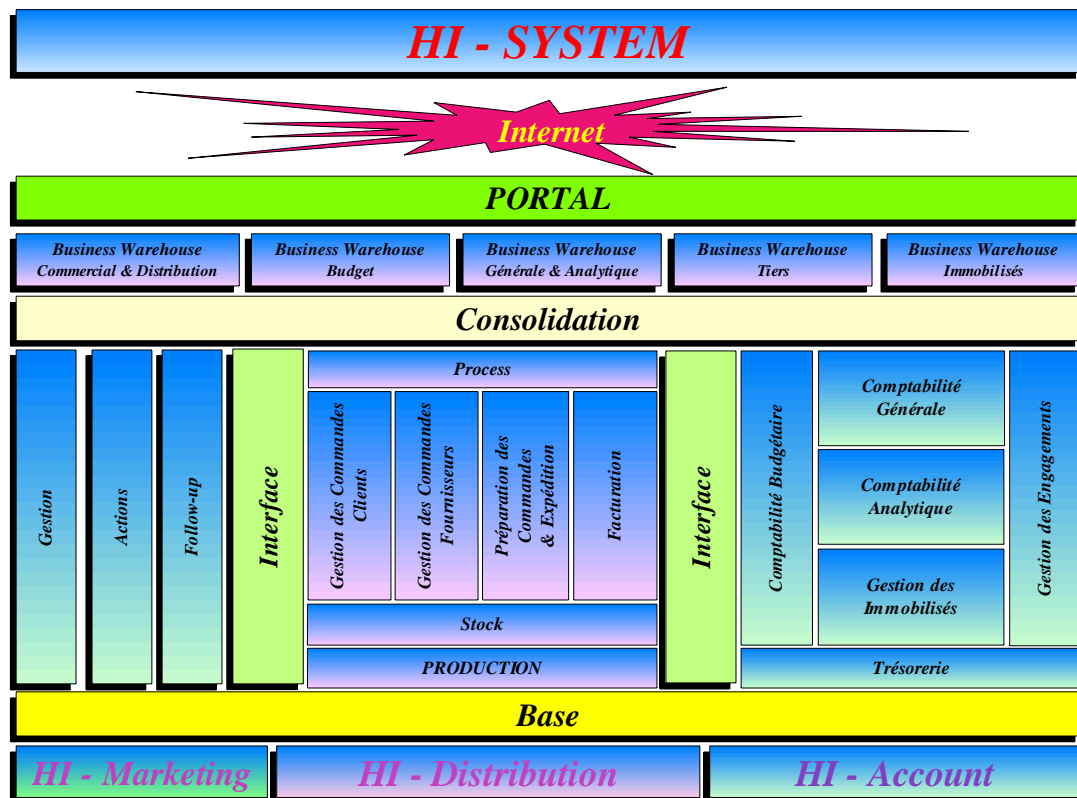 HI - SYSTEM
Internet
PORTAL
Business Warehouse
Commercial & Distribution
Business Warehouse
Budget
Business Warehouse
Générale & Analytique
Business Warehouse
Tiers
Business Warehouse
Immobilisés
Consolidation
Gestion
Actions
Follow-up
Interface
Process
Gestion des Commandes
Clients
Gestion des Commandes
Fournisseurs
Préparation des
Commandes
& Expédition
Facturation
Stock
PRODUCTION
Interface
Comptabilité Budgétaire
Comptabilité
Générale
Comptabilité
Analytique
Gestion des
Immobilisés
Gestion des Engagements
Trésorerie
Base
HI - Marketing
HI - Distribution
HI - Account